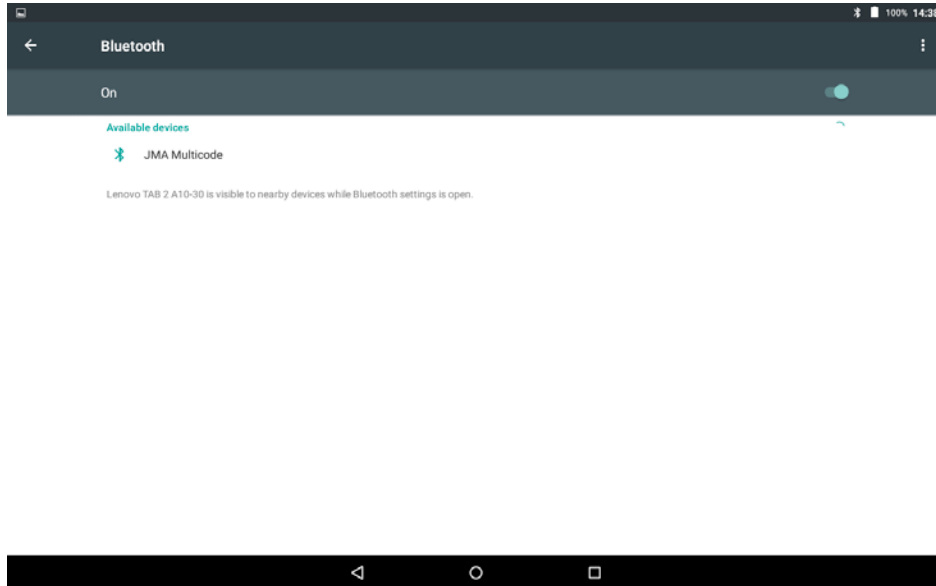 100% 14:38
Bluetooth
On
Available devices
JMA Multicode
Lenovo TAB 2 A10-30 is visible to nearby devices while Bluetooth settings is open.